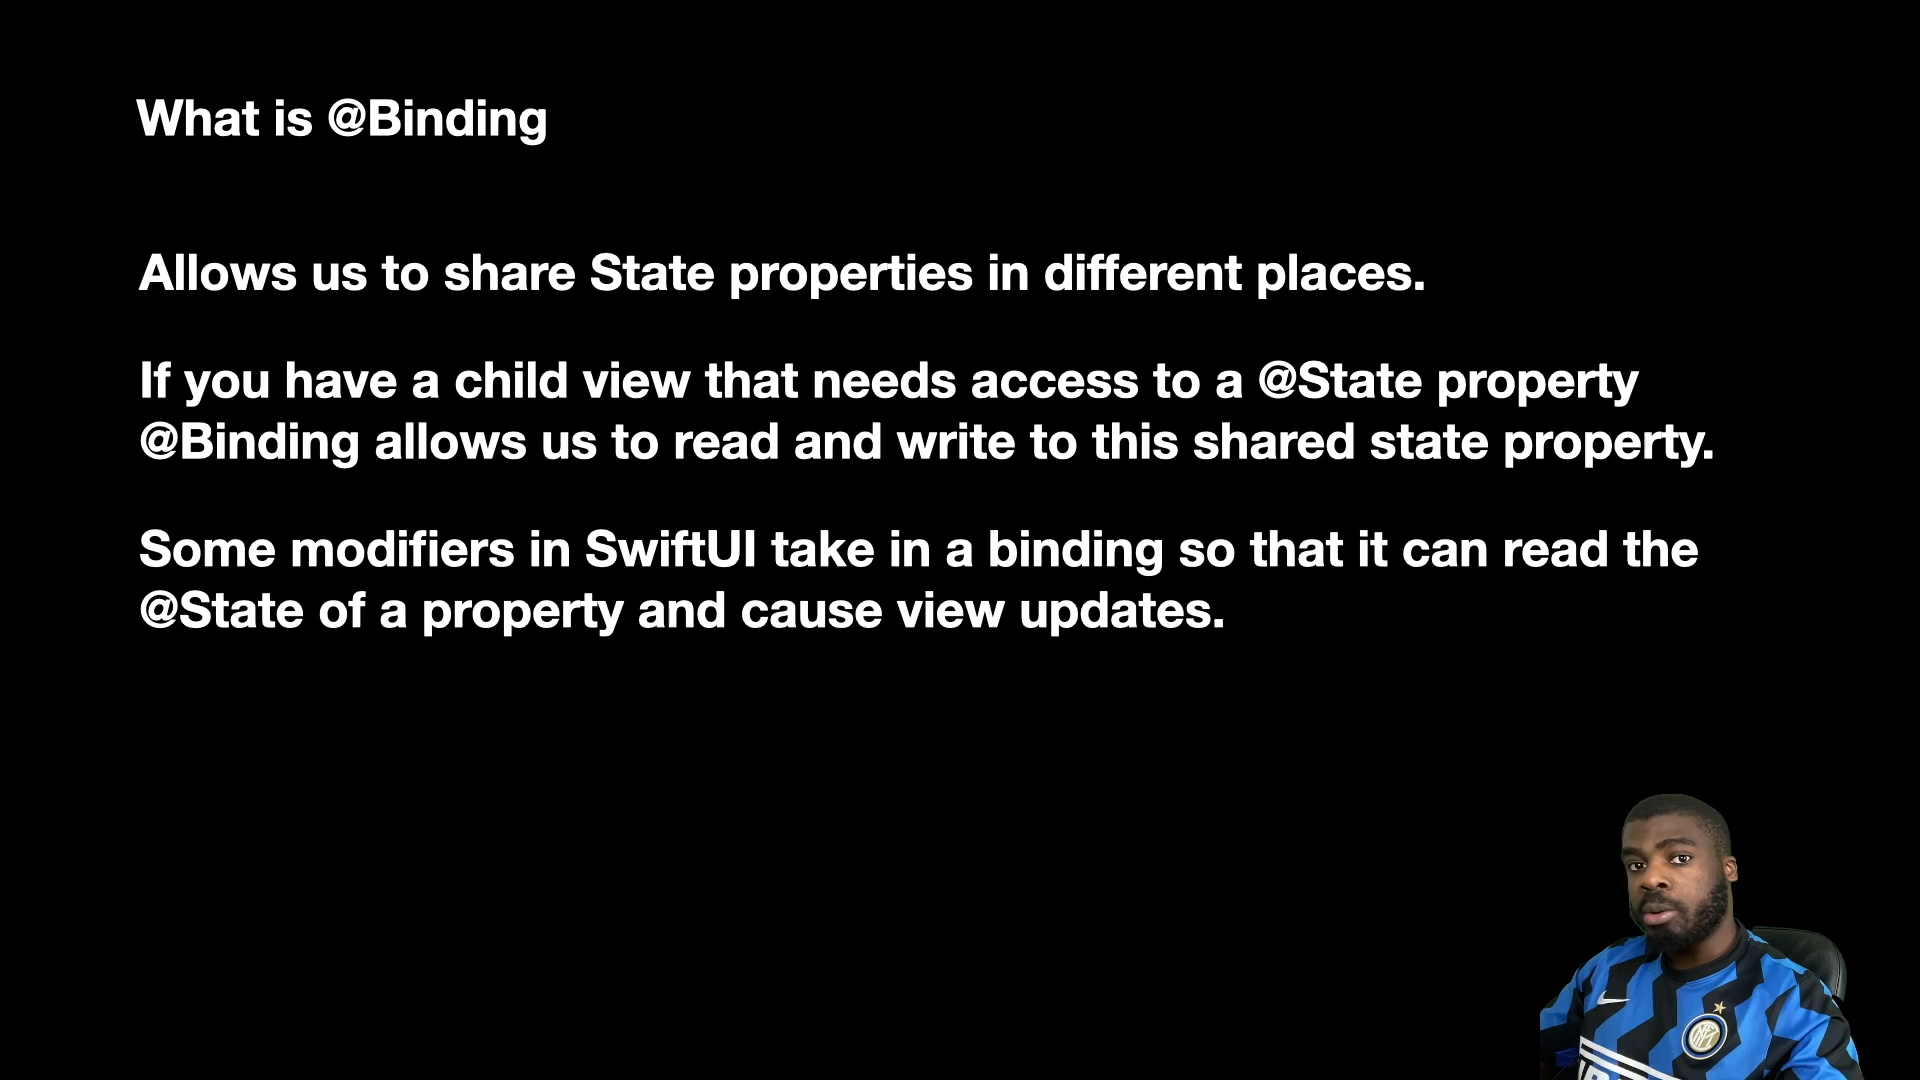 What is @Binding
Allows us to share State properties in different places.
If you have a child view that needs access to a @State property
@Binding allows us to read and write to this shared state property.
Some modifiers in SwiftUI take in a binding so that it can read the
@State of a property and cause view updates.